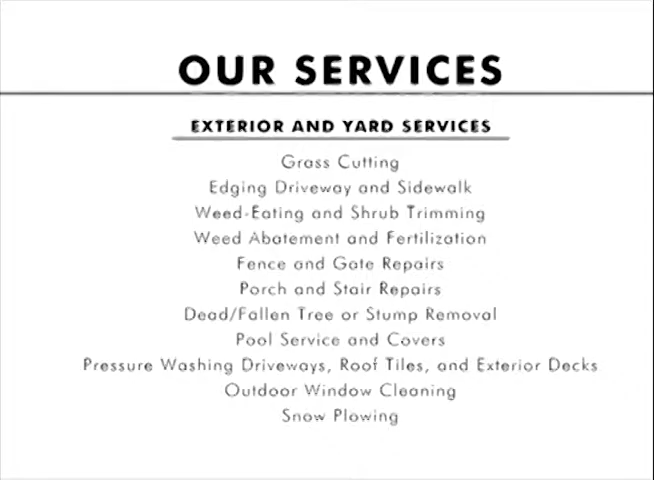 OUR SERVICES
EXTERIOR AND YARD SERVICES
Grass Cutting
Edging Driveway and Sidewalk
Weed-Eating and Shrub Trimming
Weed Abatement and Fertilization
Fence and Gate Repairs
Porch and Stair Repairs
Dead/Fallen Tree or Stump Removal
Pool Service and Covers
Pressure Washing Driveways, Roof Tiles, and Exterior Decks
Outdoor Window Cleaning
Snow Plowing